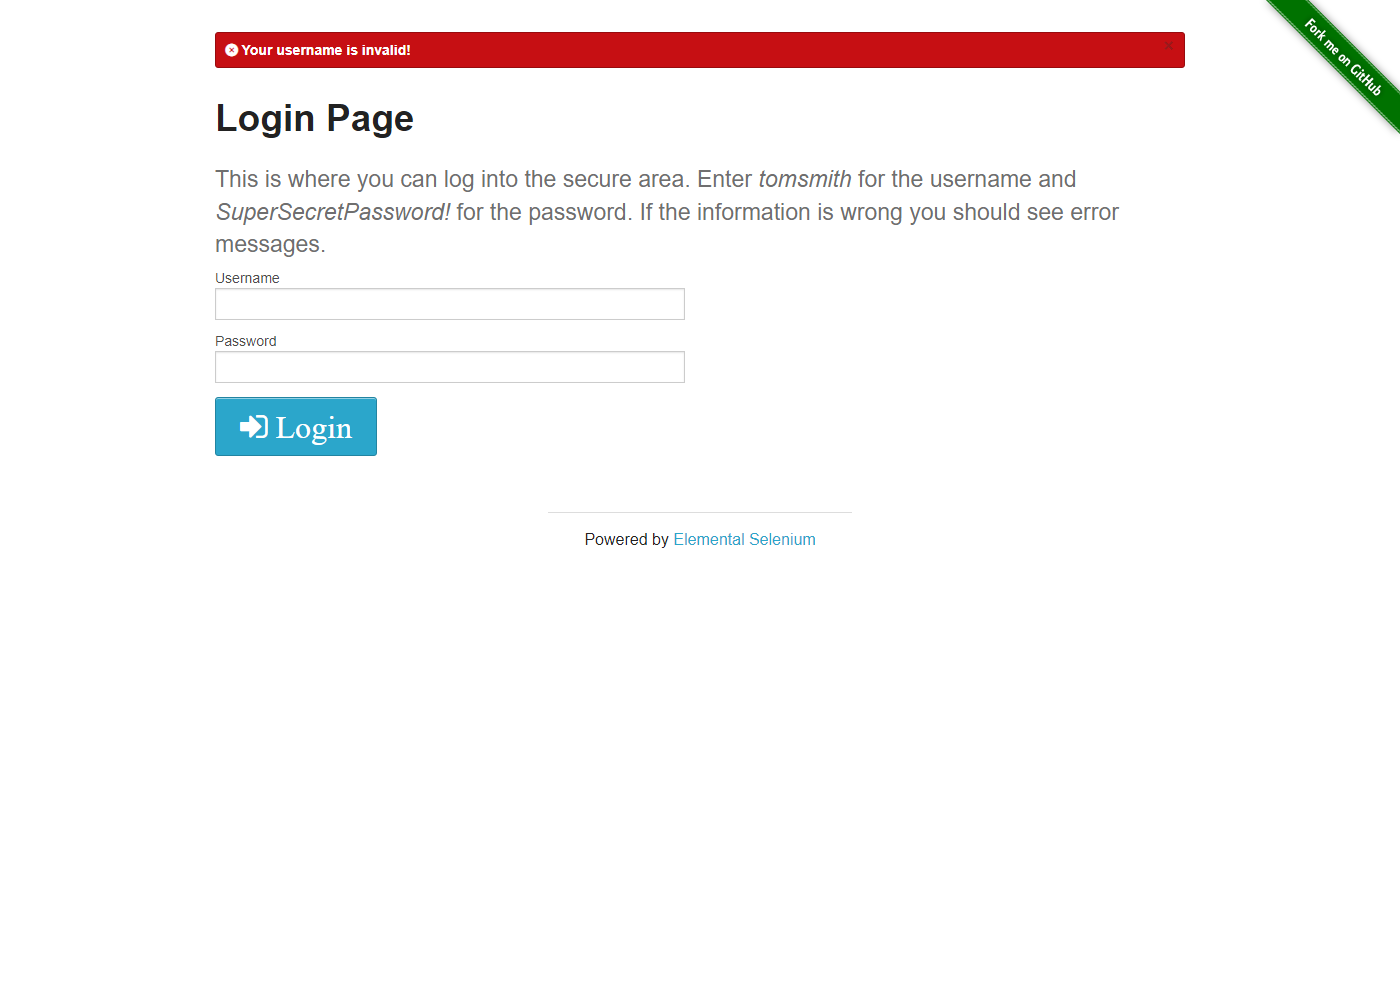 Your username is invalid!
×
Fork me on GitHub
Login Page
This is where you can log into the secure area. Enter tomsmith for the username and
SuperSecretPassword! for the password. If the information is wrong you should see error
messages.
Username
Password
Login
Powered by Elemental Selenium